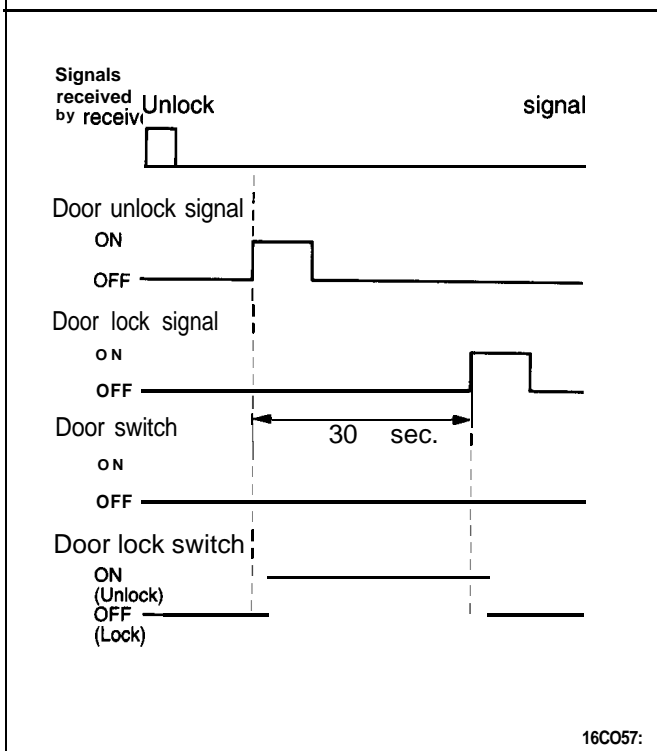 Signals
received Unlock signal
by receive
Door unlock signal
ON
OFF
Door lock signal
ON
OFF
30 sec.
Door switch
ON
OFF
Door lock switch
ON
(Unlock)
OFF
(Lock)
16CO57: